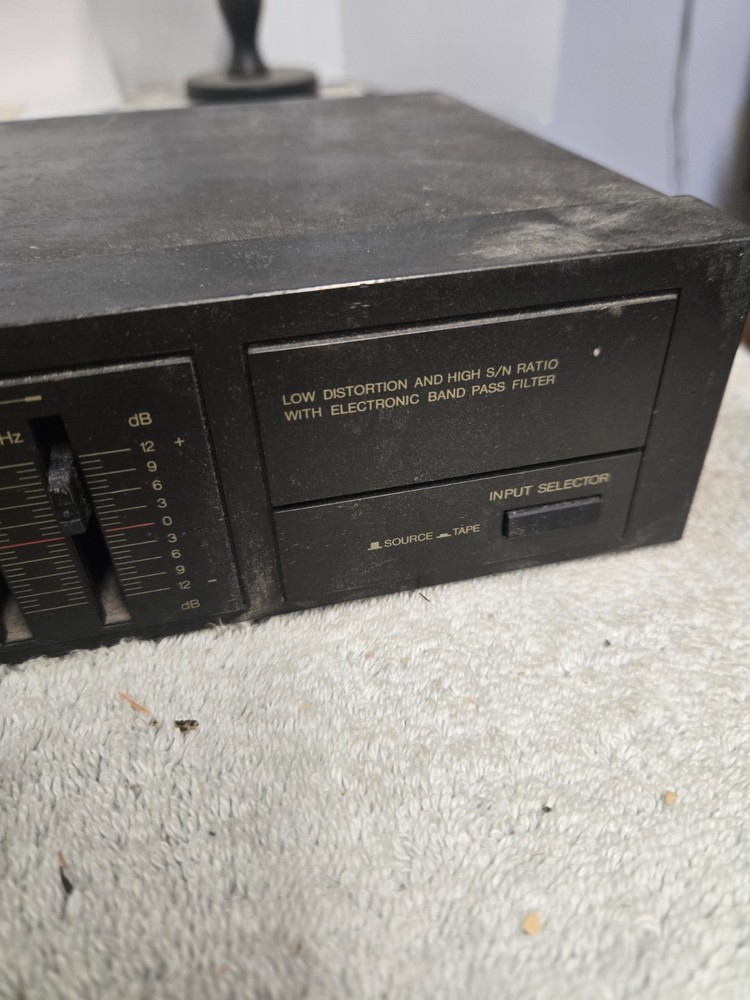 LOW DISTORTION AND HIGH S/N RATIO
WITH ELECTRONIC BAND PASS FILTER
Hz
dB
12 +
9
6
3
0
3
6
9
12 -
dB
INPUT SELECTOR
SOURCE TAPE